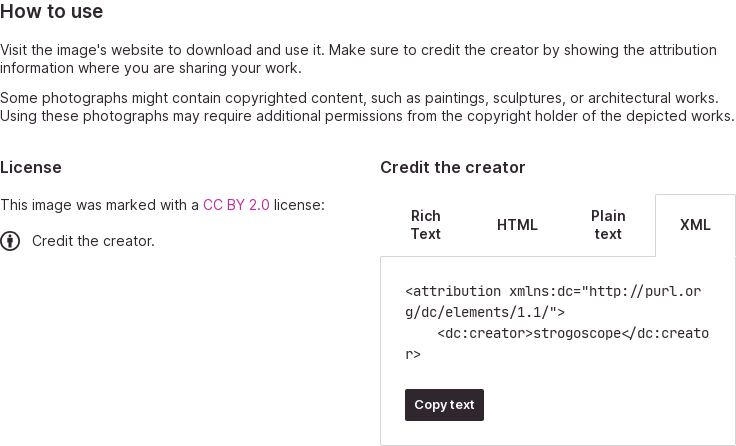 How to use
Visit the image's website to download and use it. Make sure to credit the creator by showing the attribution
information where you are sharing your work.
Some photographs might contain copyrighted content, such as paintings, sculptures, or architectural works.
Using these photographs may require additional permissions from the copyright holder of the depicted works.
License
This image was marked with a CC BY 2.0 license:
Credit the creator.
Credit the creator
Rich
Text
HTML
Plain
text
XML
<attribution xmlns:dc="http://purl.or
g/dc/elements/1.1/">
    <dc:creator>strogoscope</dc:creato
r>
Copy text